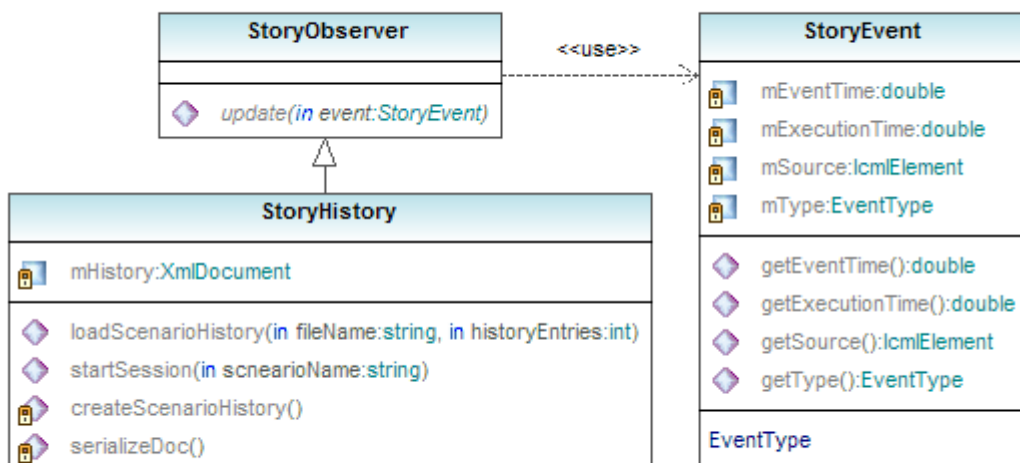 StoryObserver
update(in event:StoryEvent)
<<use>>
StoryEvent
mEventTime:double
mExecutionTime:double
mSource:IcmlElement
mType:EventType
getEventTime():double
getExecutionTime():double
getSource():IcmlElement
getType():EventType
EventType
StoryHistory
mHistory:XmlDocument
loadScenarioHistory(in fileName:string, in historyEntries:int)
startSession(in scnearioName:string)
createScenarioHistory()
serializeDoc()